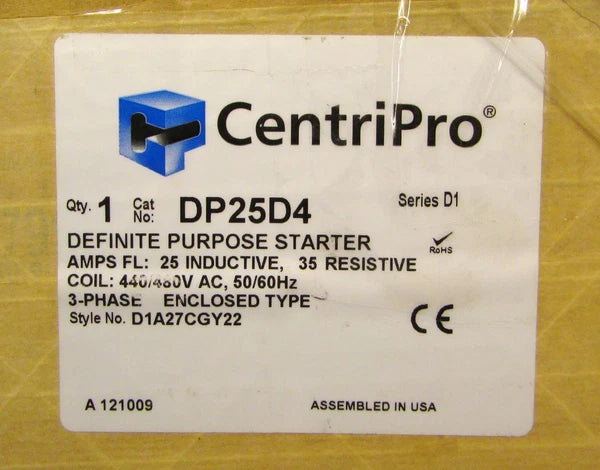 CentriPro®
Qty. 1 Cat No: DP25D4 Series D1
DEFINITE PURPOSE STARTER
RoHS
AMPS FL: 25 INDUCTIVE, 35 RESISTIVE
COIL: 440/480V AC, 50/60Hz
3-PHASE ENCLOSED TYPE
Style No. D1A27CGY22
CE
A 121009 ASSEMBLED IN USA